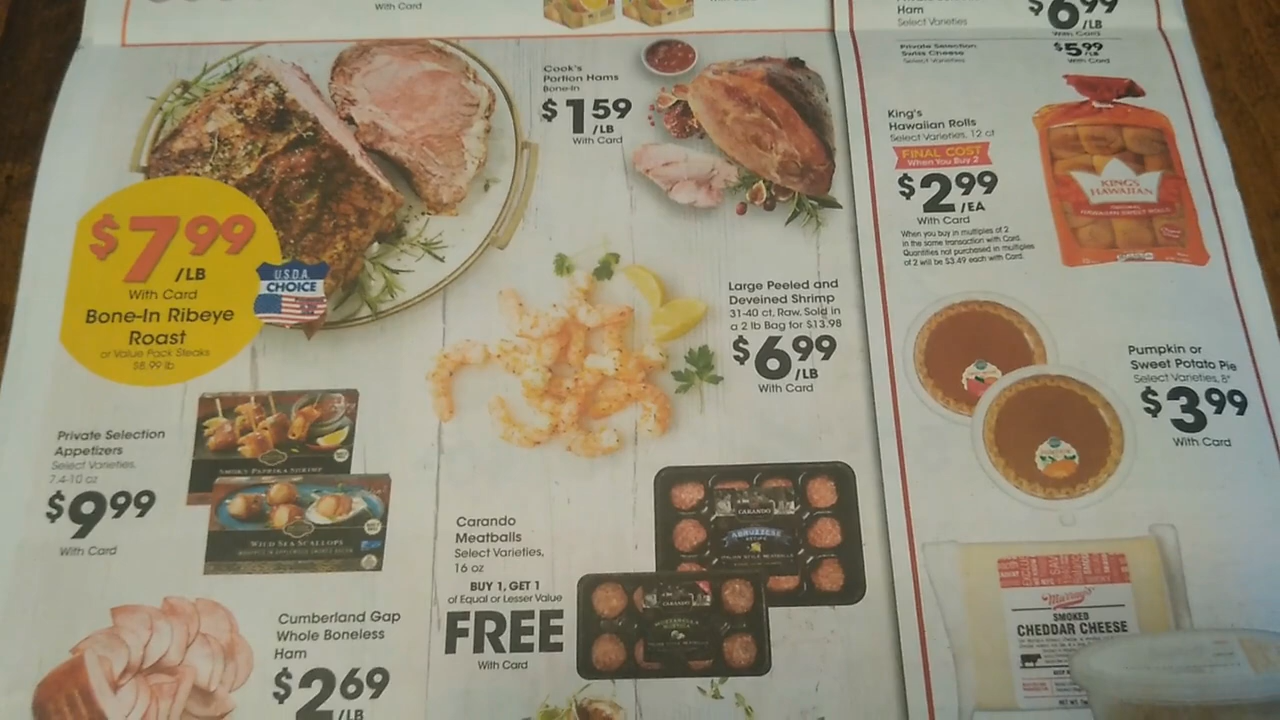 With Card
Ham
Select Varieties
$6.99
/LB
With Card
Private Selection
Swiss Cheese
Select Varieties
$5.99
/LB
With Card
Cook's
Portion Hams
Bone-In
$1.59
/LB
With Card
King's
Hawaiian Rolls
Select Varieties, 12 ct
FINAL COST
When You Buy 2
$2.99
/EA
With Card
When you buy in multiples of 2
in the same transaction with Card.
Quantities not purchased in multiples
of 2 will be $3.49 each with Card.
KING'S
HAWAIIAN
$7.99
/LB
With Card
Bone-In Ribeye
Roast
or Value Pack Steaks
$8.99 lb
U.S.D.A.
CHOICE
Large Peeled and
Deveined Shrimp
31-40 ct, Raw, Sold in
a 2 lb Bag for $13.98
$6.99
/LB
With Card
Pumpkin or
Sweet Potato Pie
Select Varieties, 8"
$3.99
With Card
PUMPKIN
Private Selection
Appetizers
Select Varieties,
7.4-10 oz
$9.99
With Card
SMOKY PAPRIKA SHRIMP
WILD SEA SCALLOPS
Carando
Meatballs
Select Varieties,
16 oz
BUY 1, GET 1
of Equal or Lesser Value
FREE
With Card
CARANDO
ABRUZZESE
RECIPE
ITALIAN STYLE MEATBALLS
CARANDO
Cumberland Gap
Whole Boneless
Ham
$2.69
/LB
Murray's
SMOKED
CHEDDAR CHEESE